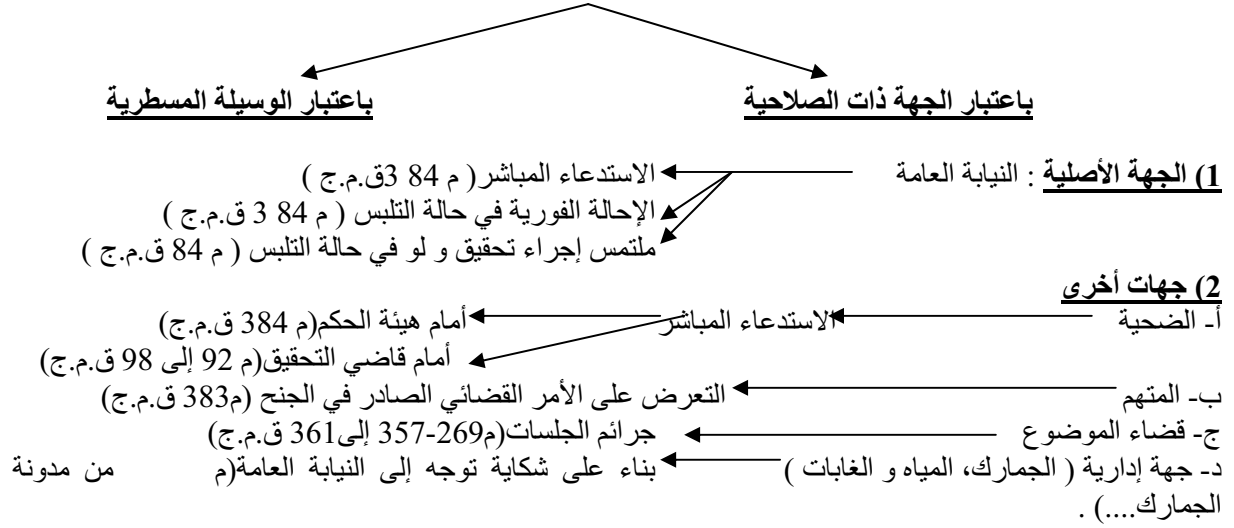 باعتبار الجهة ذات الصلاحية باعتبار الوسيلة المسطرية
1) الجهة الأصلية : النيابة العامة الاستدعاء المباشر( م 84 3ق.م.ج )
الإحالة الفورية في حالة التلبس ( م 84 3 ق.م.ج )
ملتمس إجراء تحقيق و لو في حالة التلبس ( م 84 ق.م.ج )
2) جهات أخرى
أ- الضحية الاستدعاء المباشر أمام هيئة الحكم(م 384 ق.م.ج)
أمام قاضي التحقيق(م 92 إلى 98 ق.م.ج)
ب- المتهم التعرض على الأمر القضائي الصادر في الجنح (م383 ق.م.ج)
ج- قضاء الموضوع جرائم الجلسات(م269-357 إلى361 ق.م.ج)
د- جهة إدارية ( الجمارك، المياه و الغابات ) بناء على شكاية توجه إلى النيابة العامة(م من مدونة
الجمارك....) .